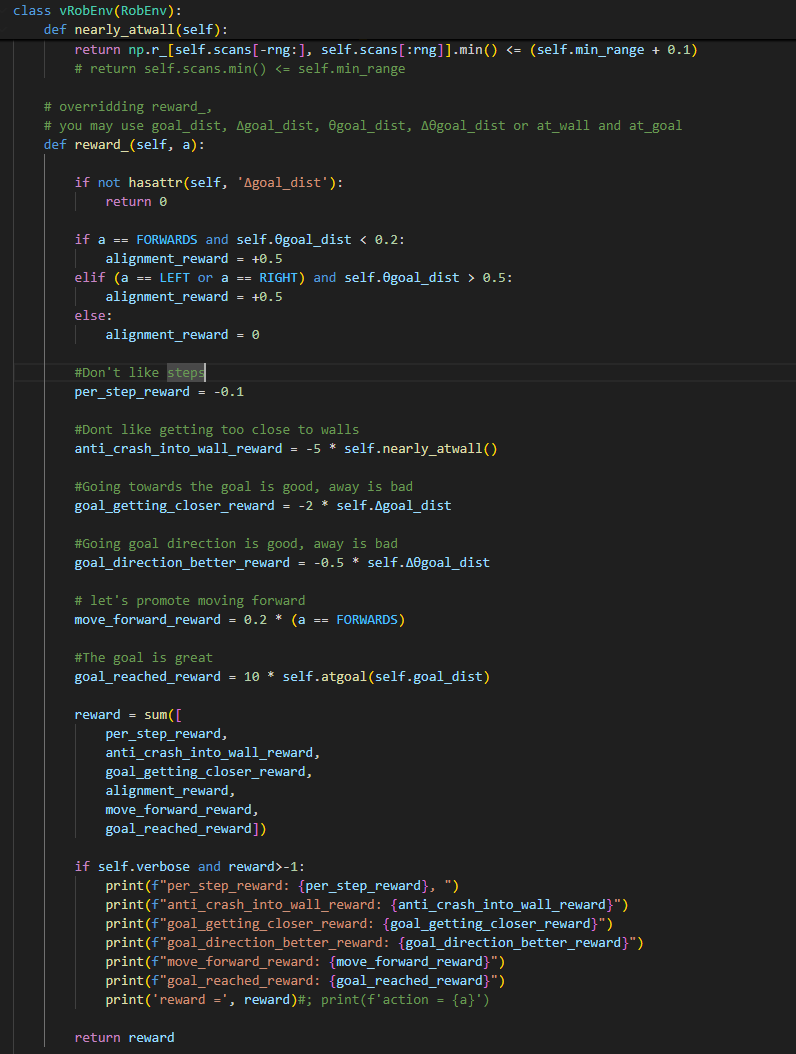 class vRobEnv(RobEnv):
    def nearly_atwall(self):
        return np.r_[self.scans[-rng:], self.scans[:rng]].min() <= (self.min_range + 0.1)
        # return self.scans.min() <= self.min_range
    # overridding reward_,
    # you may use goal_dist, Δgoal_dist, θgoal_dist, Δθgoal_dist or at_wall and at_goal
    def reward_(self, a):
        if not hasattr(self, 'Δgoal_dist'):
            return 0
        if a == FORWARDS and self.θgoal_dist < 0.2:
            alignment_reward = +0.5
        elif (a == LEFT or a == RIGHT) and self.θgoal_dist > 0.5:
            alignment_reward = +0.5
        else:
            alignment_reward = 0
        #Don't like steps
        per_step_reward = -0.1
        #Dont like getting too close to walls
        anti_crash_into_wall_reward = -5 * self.nearly_atwall()
        #Going towards the goal is good, away is bad
        goal_getting_closer_reward = -2 * self.Δgoal_dist
        #Going goal direction is good, away is bad
        goal_direction_better_reward = -0.5 * self.Δθgoal_dist
        # let's promote moving forward
        move_forward_reward = 0.2 * (a == FORWARDS)
        #The goal is great
        goal_reached_reward = 10 * self.atgoal(self.goal_dist)
        reward = sum([
            per_step_reward,
            anti_crash_into_wall_reward,
            goal_getting_closer_reward,
            alignment_reward,
            move_forward_reward,
            goal_reached_reward])
        if self.verbose and reward>-1:
            print(f"per_step_reward: {per_step_reward}, ")
            print(f"anti_crash_into_wall_reward: {anti_crash_into_wall_reward}")
            print(f"goal_getting_closer_reward: {goal_getting_closer_reward}")
            print(f"goal_direction_better_reward: {goal_direction_better_reward}")
            print(f"move_forward_reward: {move_forward_reward}")
            print(f"goal_reached_reward: {goal_reached_reward}")
            print('reward =', reward)#; print(f'action = {a}')
        return reward